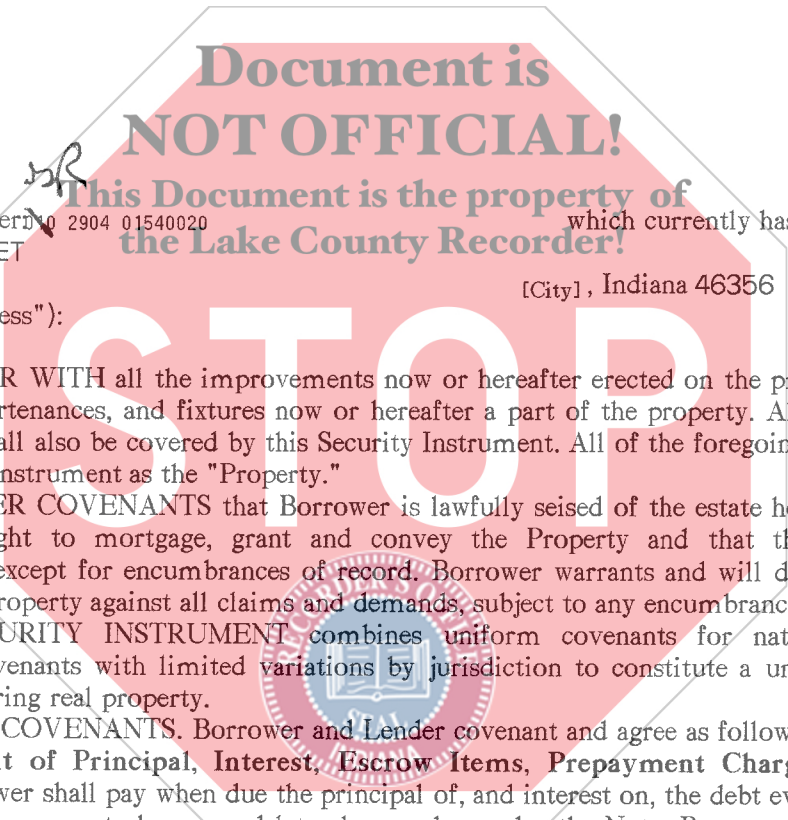 Document is
NOT OFFICIAL!
This Document is the property of
the Lake County Recorder!
2904 01540020 which currently has
ET
[City], Indiana 46356
ess"):
STOP
R WITH all the improvements now or hereafter erected on the
rtenances, and fixtures now or hereafter a part of the property.
all also be covered by this Security Instrument. All of the foregoin
nstrument as the "Property."
ER COVENANTS that Borrower is lawfully seised of the estate
ght to mortgage, grant and convey the Property and that
except for encumbrances of record. Borrower warrants and will
roperty against all claims and demands, subject to any encumbranc
URITY INSTRUMENT combines uniform covenants for nat
venants with limited variations by jurisdiction to constitute a
ring real property.
COVENANTS. Borrower and Lender covenant and agree as follow
t of Principal, Interest, Escrow Items, Prepayment Charg
wer shall pay when due the principal of, and interest on, the debt
RECORDER'S OFFICE
SEAL
INDIANA